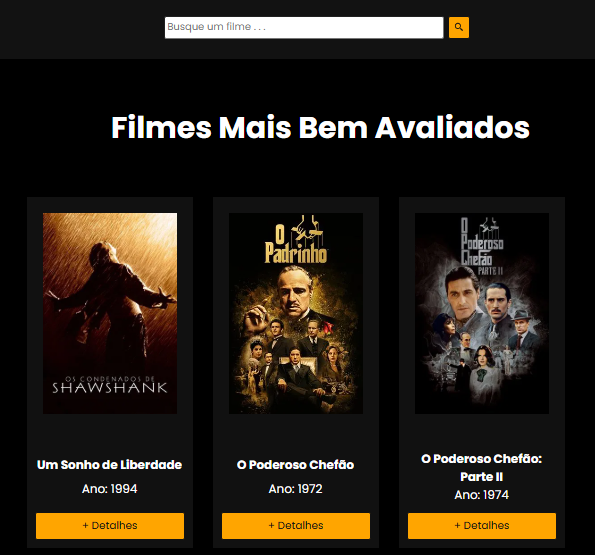 Busque um filme . . .
Filmes Mais Bem Avaliados
OS CONDENADOS DE
SHAWSHANK
O
Padrinho
O
Poderoso
Chefão
PARTE II
Um Sonho de Liberdade
O Poderoso Chefão
O Poderoso Chefão:
Parte II
Ano: 1994
Ano: 1972
Ano: 1974
+ Detalhes
+ Detalhes
+ Detalhes